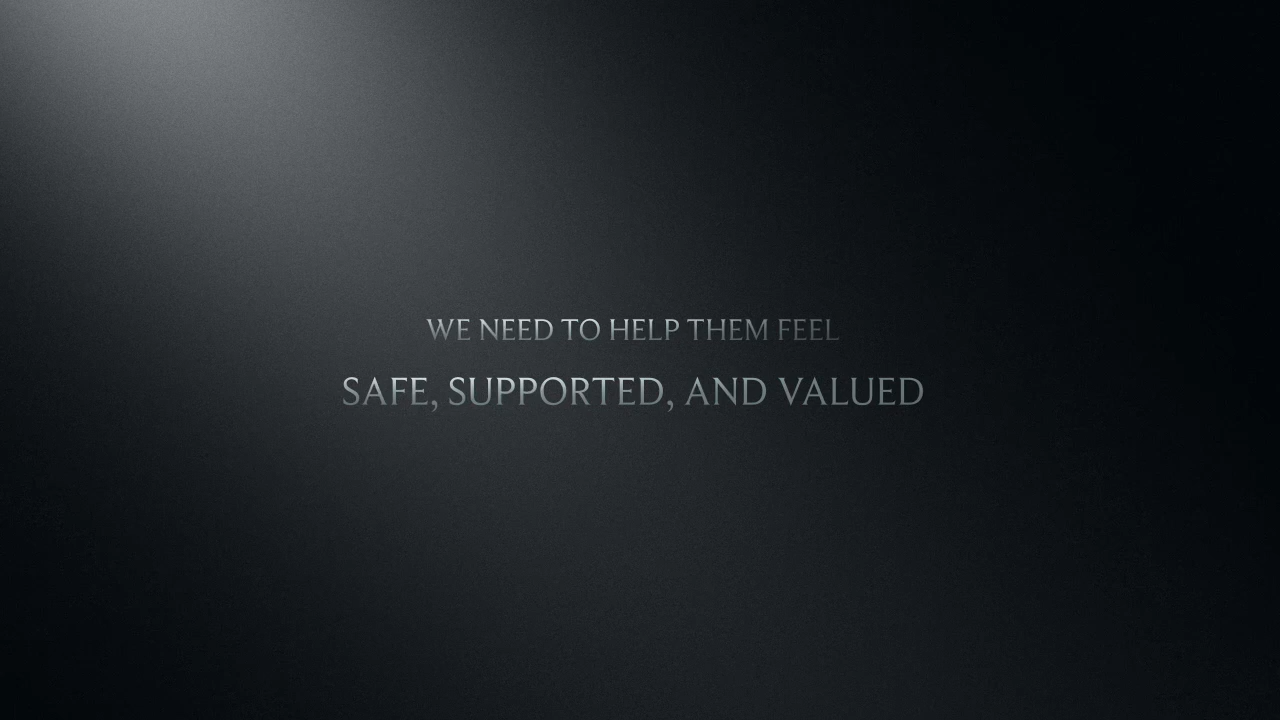 WE NEED TO HELP THEM FEEL
SAFE, SUPPORTED, AND VALUED